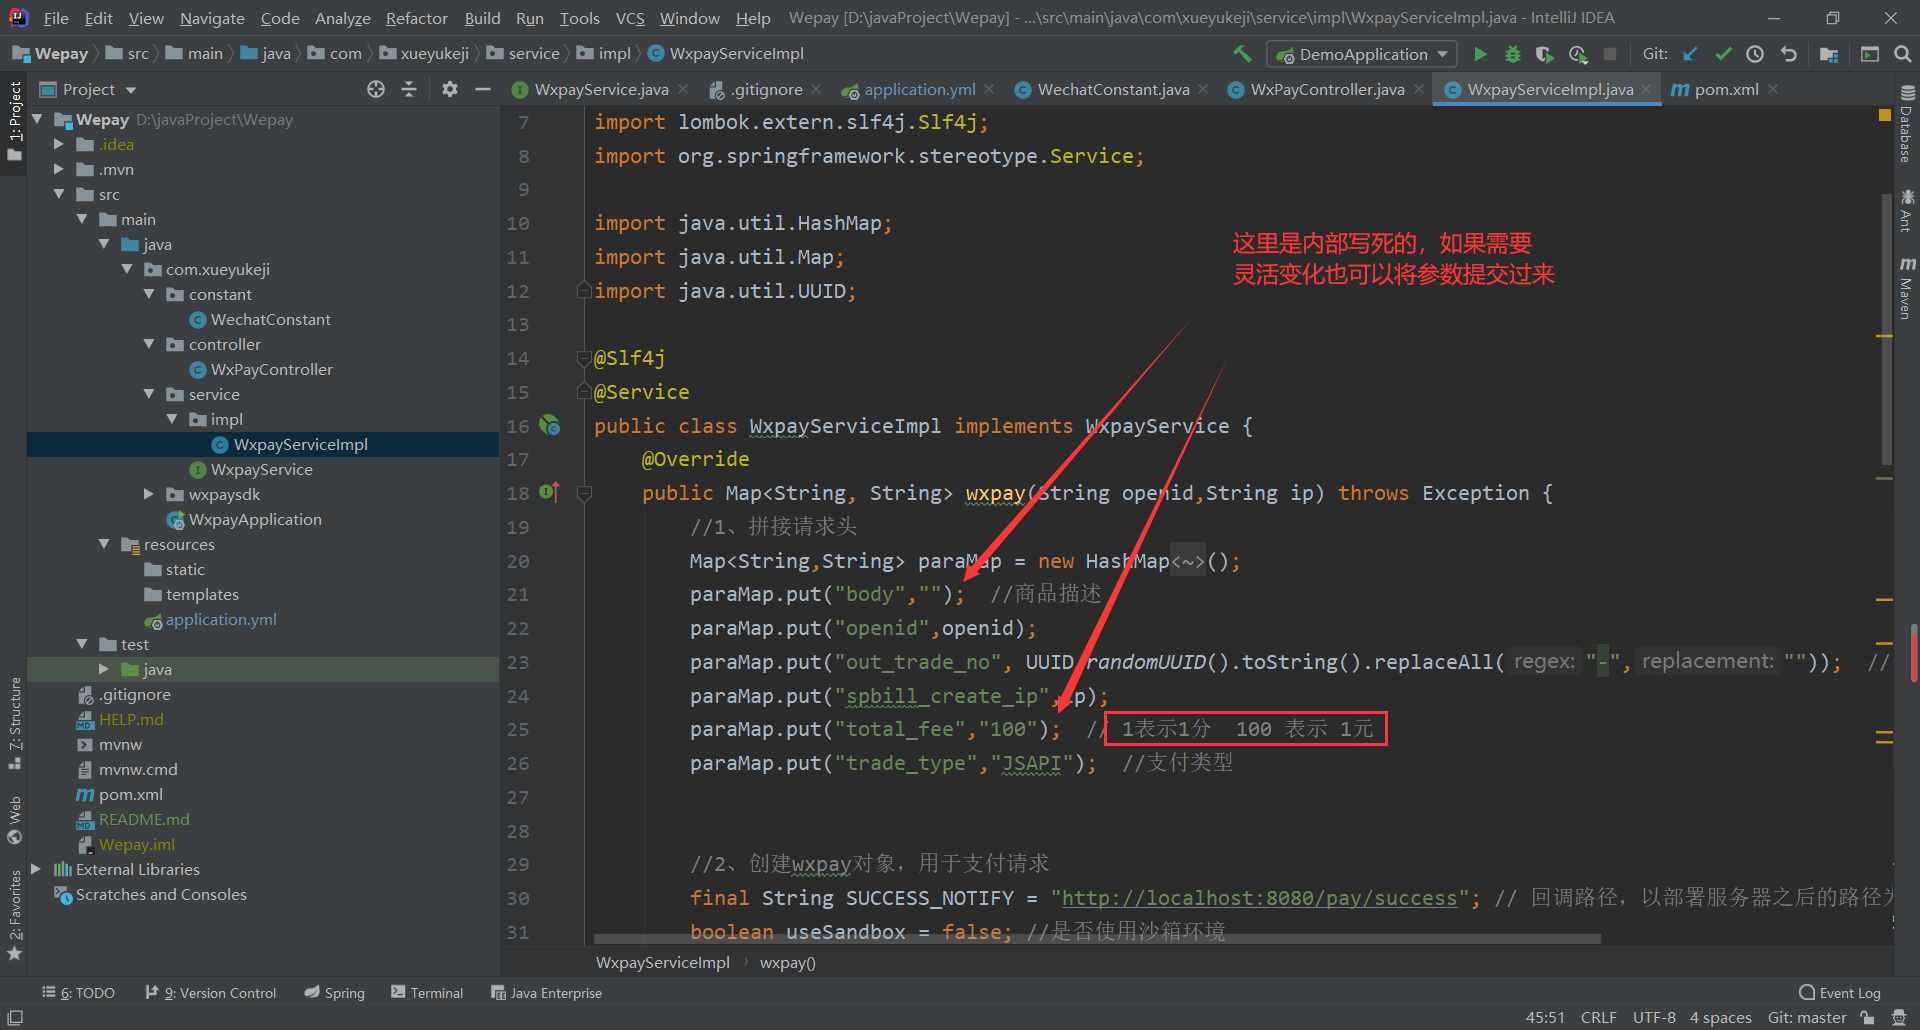 File Edit View Navigate Code Analyze Refactor Build Run Tools VCS Window Help Wepay [D:\javaProject\Wepay] - ...\src\main\java\com\xueyukeji\service\impl\WxpayServiceImpl.java - IntelliJ IDEA
Wepay src main java com xueyukeji service impl WxpayServiceImpl DemoApplication Git:
Project
WxpayService.java .gitignore application.yml WechatConstant.java WxPayController.java WxpayServiceImpl.java pom.xml
Wepay D:\javaProject\Wepay
.idea
.mvn
src
main
java
com.xueyukeji
constant
WechatConstant
controller
WxPayController
service
impl
WxpayServiceImpl
WxpayService
wxpaysdk
WxpayApplication
resources
static
templates
application.yml
test
java
.gitignore
HELP.md
mvnw
mvnw.cmd
pom.xml
README.md
Wepay.iml
External Libraries
Scratches and Consoles
1: Project
7: Structure
Web
2: Favorites
7 import lombok.extern.slf4j.Slf4j;
8 import org.springframework.stereotype.Service;
9
10 import java.util.HashMap;
11 import java.util.Map;
12 import java.util.UUID;
13
14 @Slf4j
15 @Service
16 public class WxpayServiceImpl implements WxpayService {
17 @Override
18 public Map<String, String> wxpay(String openid,String ip) throws Exception {
19 //1、拼接请求头
20 Map<String,String> paraMap = new HashMap<~>();
21 paraMap.put("body",""); //商品描述
22 paraMap.put("openid",openid);
23 paraMap.put("out_trade_no", UUID.randomUUID().toString().replaceAll( regex: "-", replacement: "")); //
24 paraMap.put("spbill_create_ip",ip);
25 paraMap.put("total_fee","100"); // 1表示1分 100 表示 1元
26 paraMap.put("trade_type","JSAPI"); //支付类型
27
28
29 //2、创建wxpay对象，用于支付请求
30 final String SUCCESS_NOTIFY = "http://localhost:8080/pay/success"; // 回调路径，以部署服务器之后的路径为
31 boolean useSandbox = false; //是否使用沙箱环境
这里是内部写死的，如果需要
灵活变化也可以将参数提交过来
Database
Ant
Maven
WxpayServiceImpl wxpay()
6: TODO 9: Version Control Spring Terminal Java Enterprise Event Log
45:51 CRLF UTF-8 4 spaces Git: master